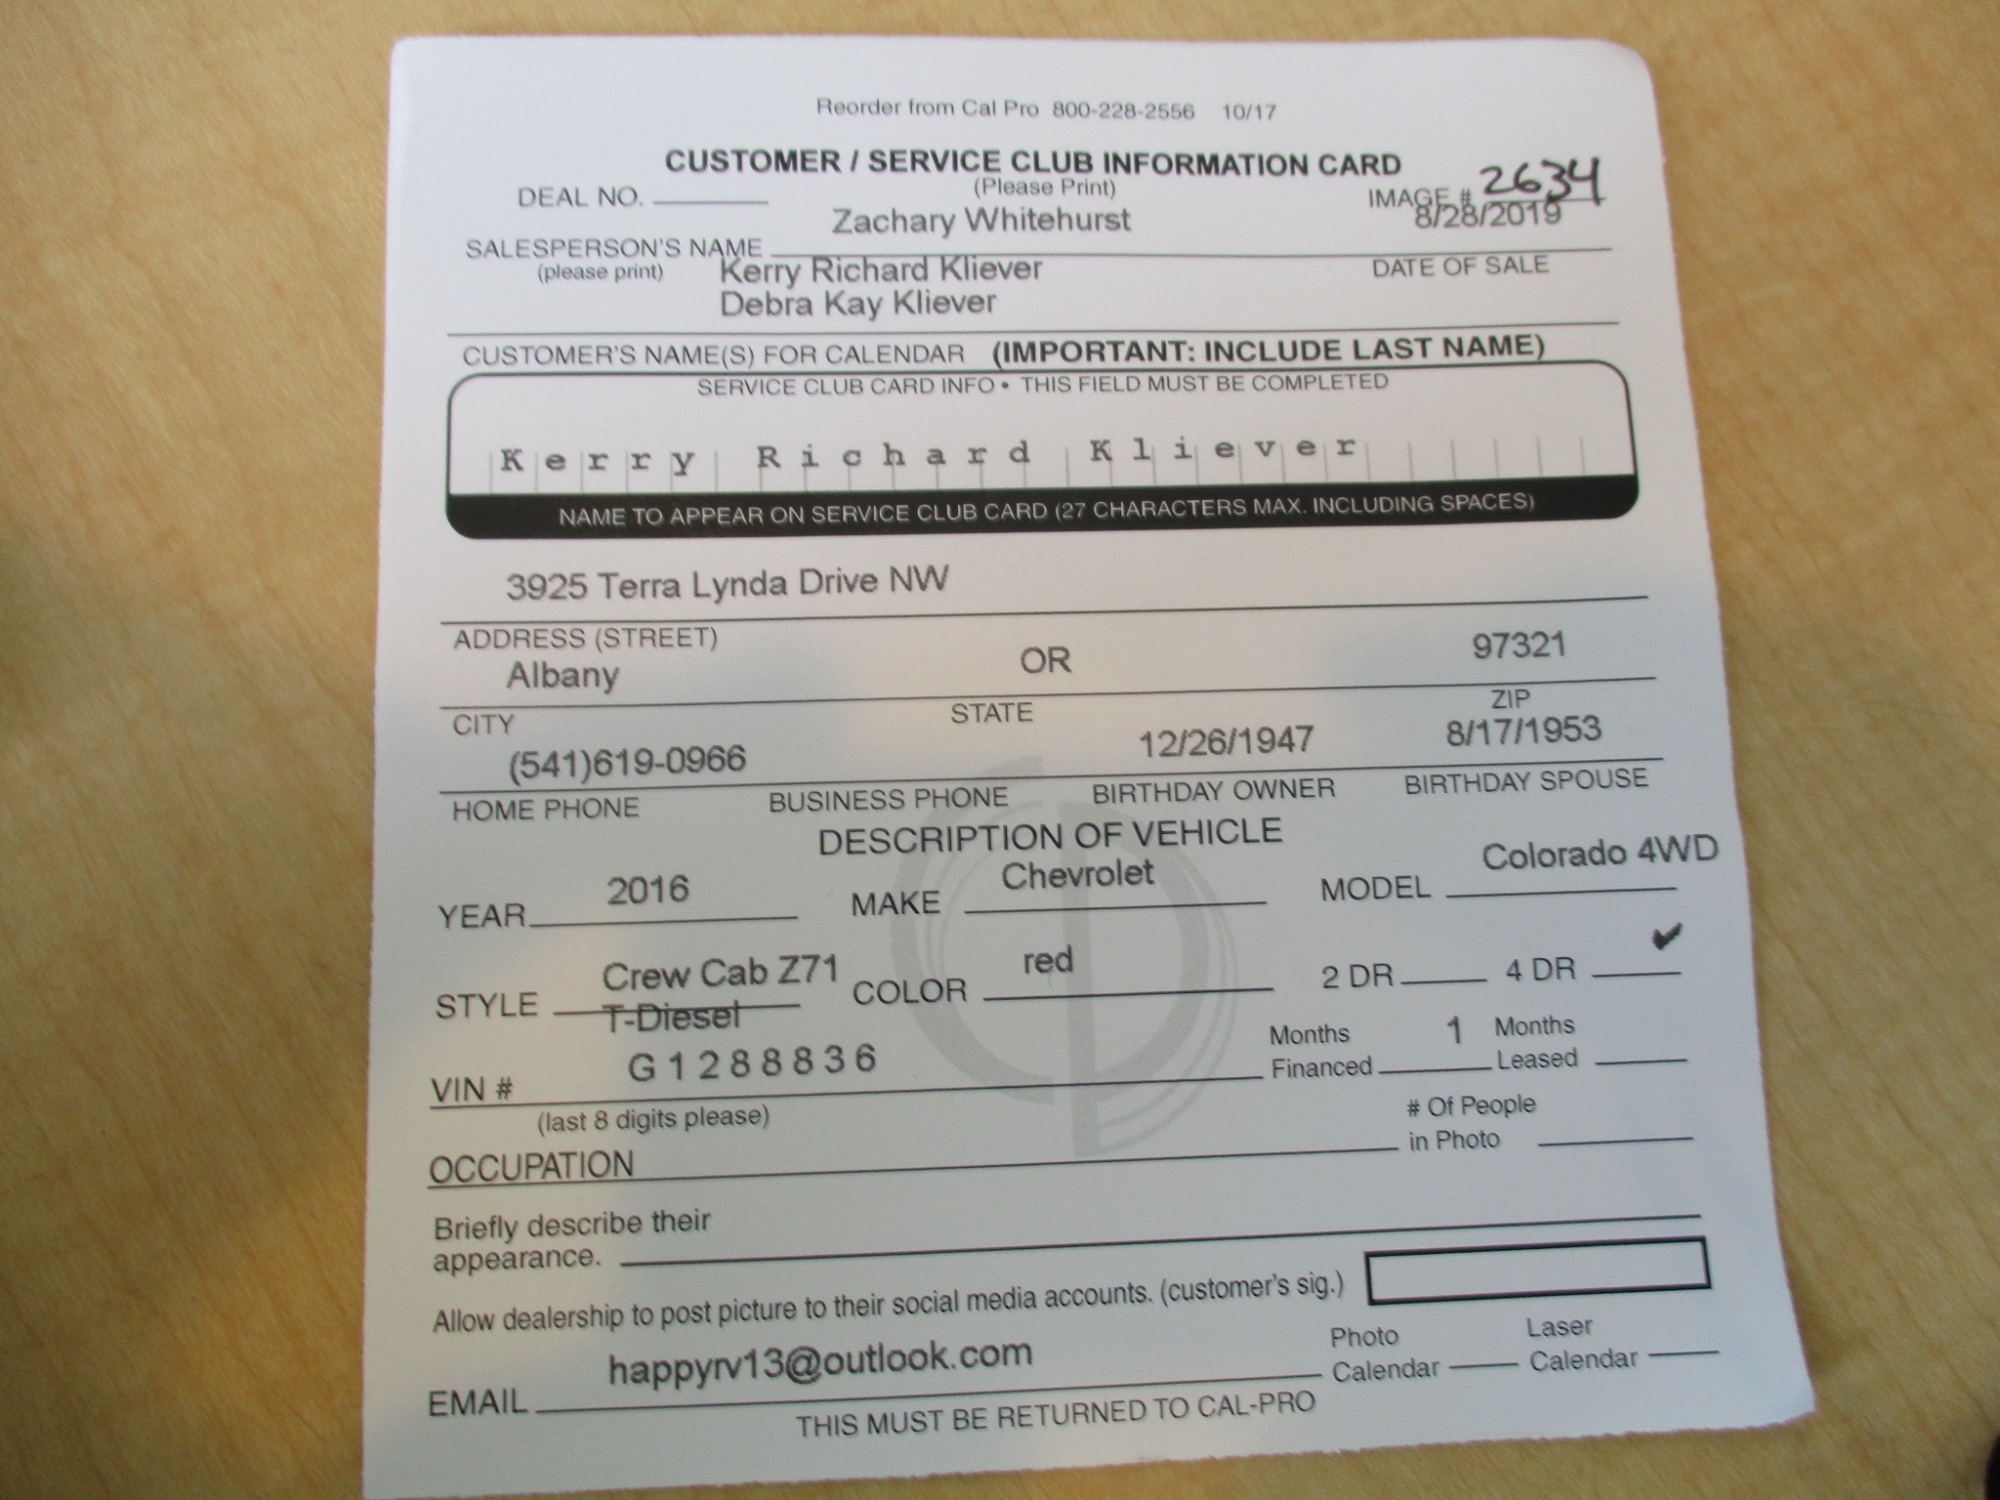 Reorder from Cal Pro 800-228-2556 10/17
CUSTOMER / SERVICE CLUB INFORMATION CARD
(Please Print)
DEAL NO. IMAGE # 2634
Zachary Whitehurst 8/28/2019
SALESPERSON'S NAME
(please print) DATE OF SALE
Kerry Richard Kliever
Debra Kay Kliever
CUSTOMER'S NAME(S) FOR CALENDAR (IMPORTANT: INCLUDE LAST NAME)
SERVICE CLUB CARD INFO • THIS FIELD MUST BE COMPLETED
Kerry Richard Kliever
NAME TO APPEAR ON SERVICE CLUB CARD (27 CHARACTERS MAX. INCLUDING SPACES)
3925 Terra Lynda Drive NW
ADDRESS (STREET)
Albany OR 97321
CITY STATE ZIP
(541)619-0966 12/26/1947 8/17/1953
HOME PHONE BUSINESS PHONE BIRTHDAY OWNER BIRTHDAY SPOUSE
DESCRIPTION OF VEHICLE
YEAR 2016 MAKE Chevrolet MODEL Colorado 4WD
STYLE Crew Cab Z71 COLOR red 2 DR 4 DR ✔
T-Diesel
VIN # G1288836 Months Financed 1 Months Leased
(last 8 digits please)
OCCUPATION # Of People in Photo
Briefly describe their
appearance.
Allow dealership to post picture to their social media accounts. (customer's sig.)
EMAIL happyrv13@outlook.com Photo Calendar Laser Calendar
THIS MUST BE RETURNED TO CAL-PRO